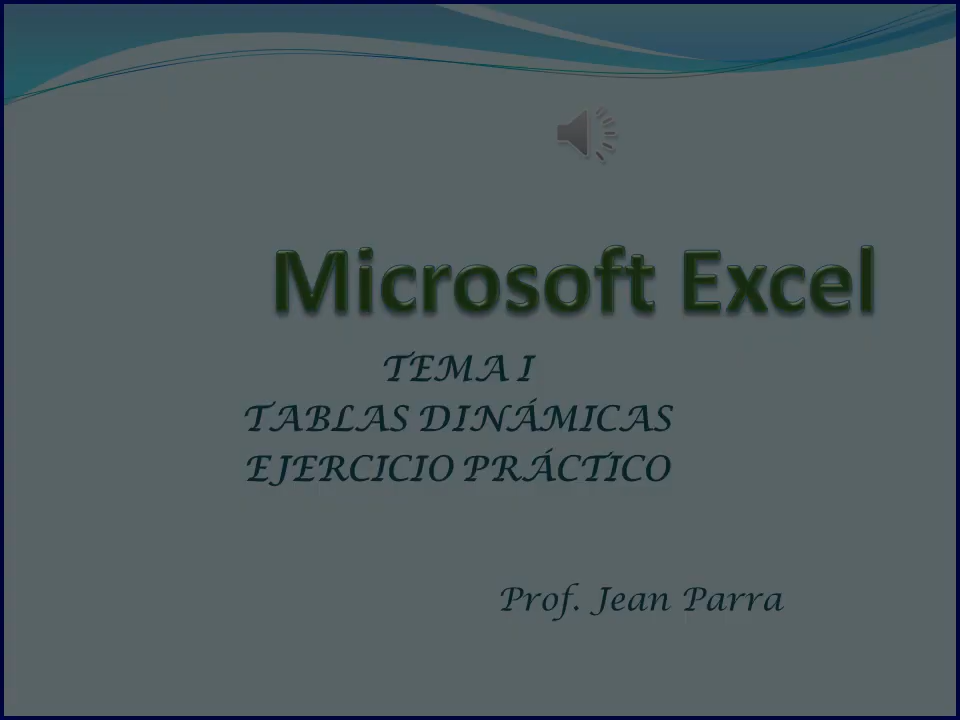 Microsoft Excel
TEMA I
TABLAS DINÁMICAS
EJERCICIO PRÁCTICO
Prof. Jean Parra